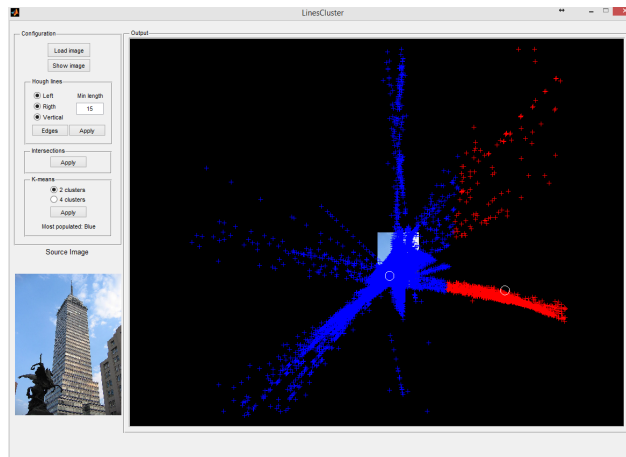 LinesCluster
Configuration
Load image
Show image
Hough lines
Left
Min length
Rigth
15
Vertical
Edges
Apply
Intersections
Apply
K-means
2 clusters
4 clusters
Apply
Most populated: Blue
Source Image
Output